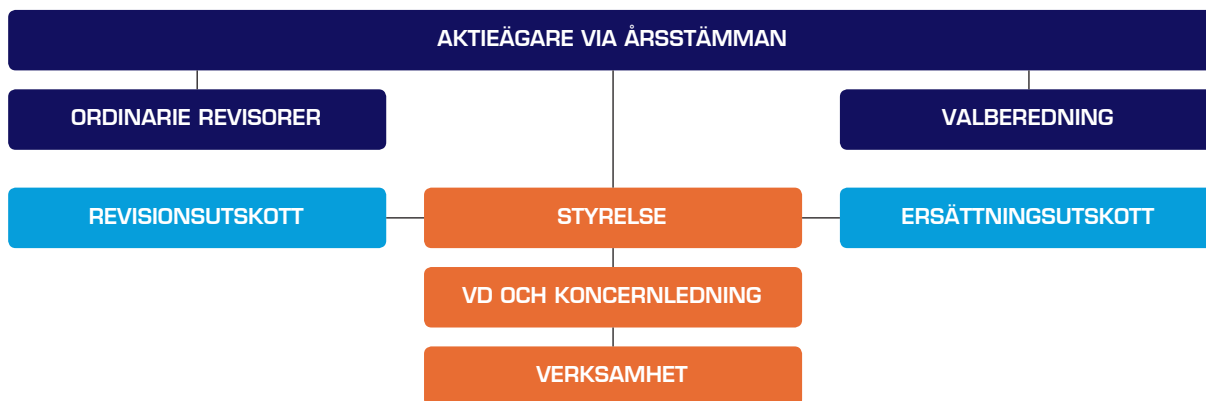 AKTIEÄGARE VIA ÅRSSTÄMMAN
ORDINARIE REVISORER
VALBEREDNING
REVISIONSUTSKOTT
STYRELSE
ERSÄTTNINGSUTSKOTT
VD OCH KONCERNLEDNING
VERKSAMHET